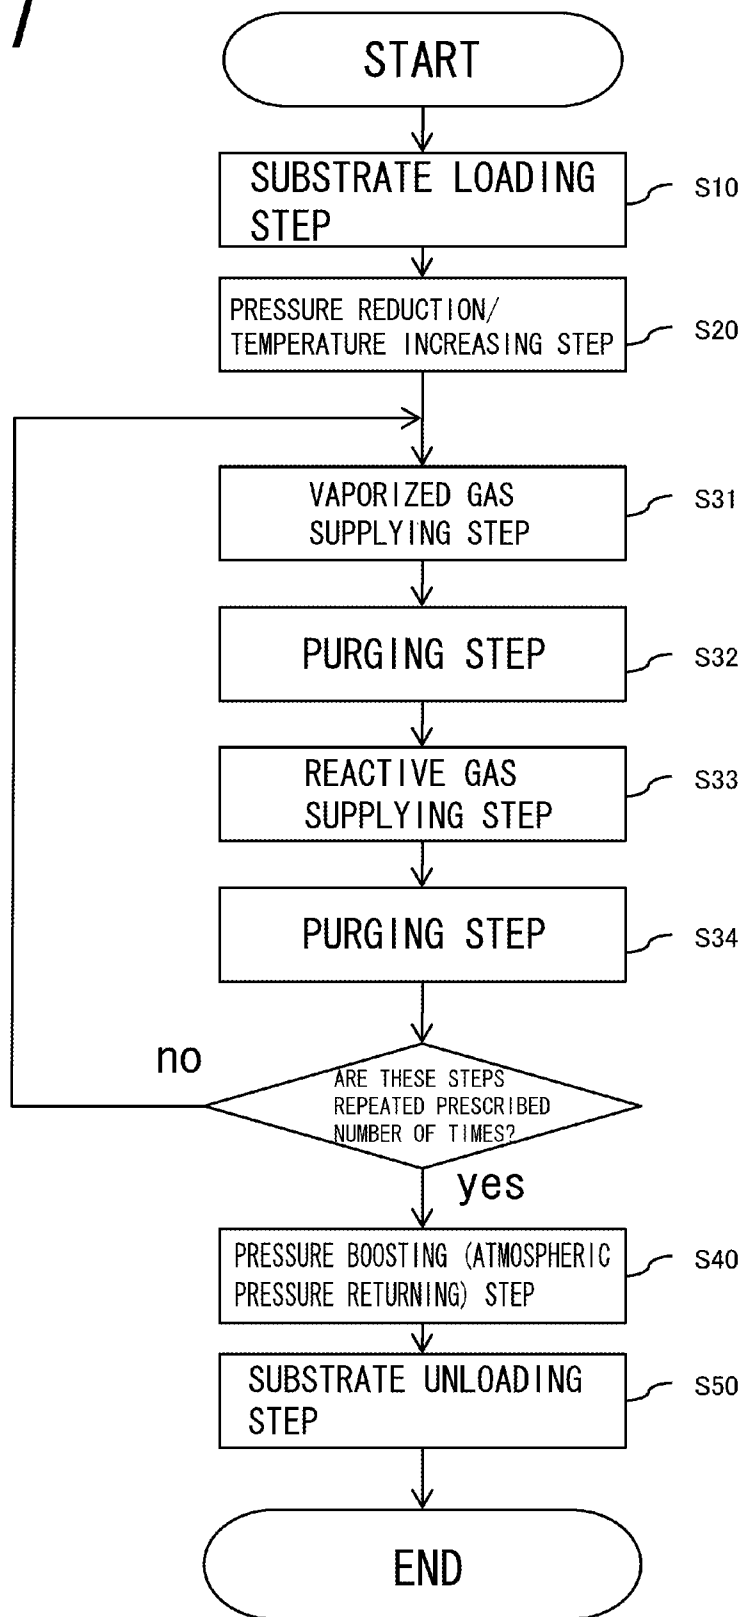 START
SUBSTRATE LOADING
STEP
S10
PRESSURE REDUCTION/
TEMPERATURE INCREASING STEP
S20
VAPORIZED GAS
SUPPLYING STEP
S31
PURGING STEP
S32
REACTIVE GAS
SUPPLYING STEP
S33
PURGING STEP
S34
no
ARE THESE STEPS
REPEATED PRESCRIBED
NUMBER OF TIMES?
yes
PRESSURE BOOSTING (ATMOSPHERIC
PRESSURE RETURNING) STEP
S40
SUBSTRATE UNLOADING
STEP
S50
END